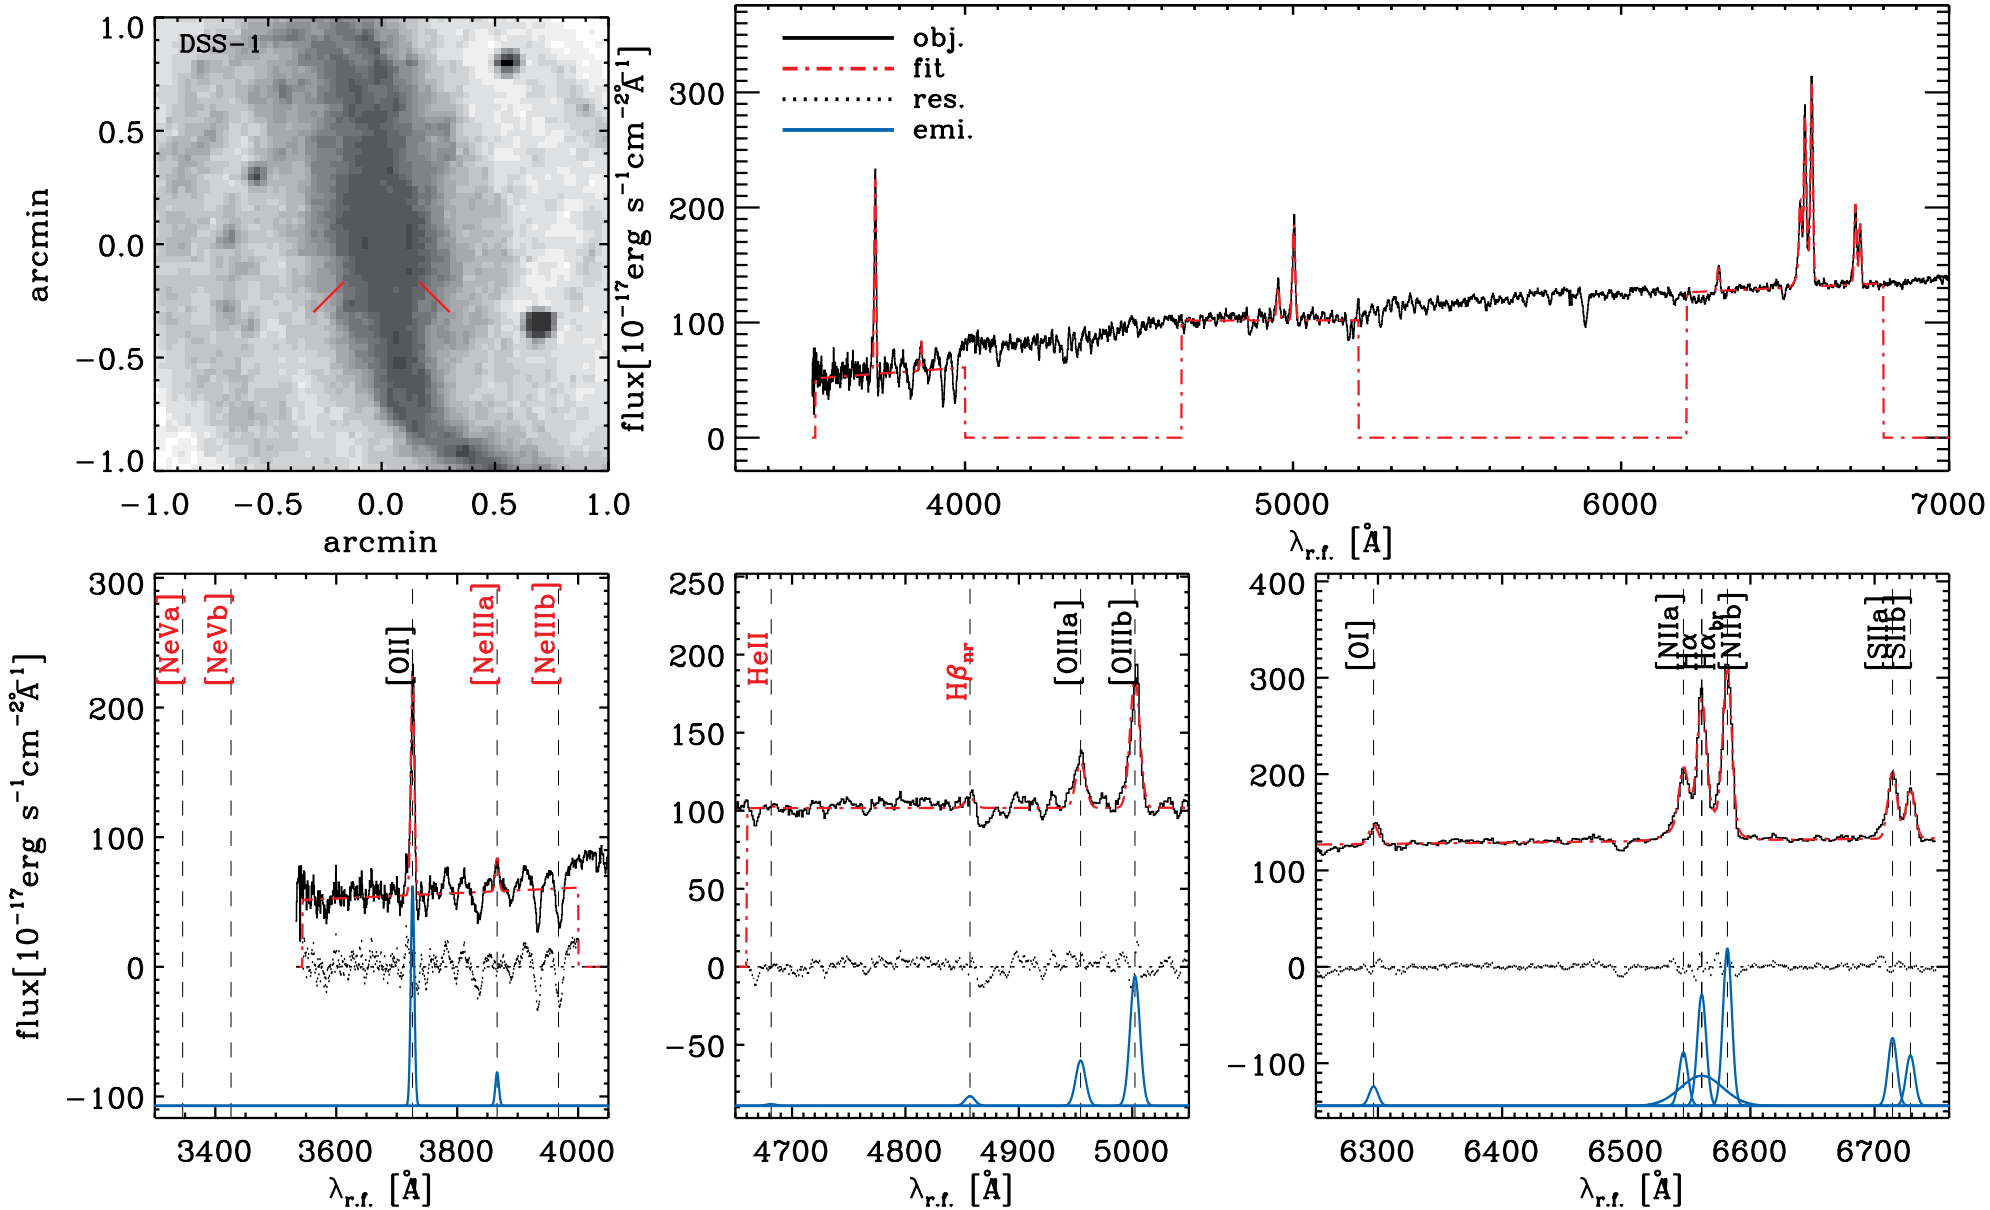 DSS-1
1.0
0.5
0.0
−0.5
−1.0
arcmin
−1.0 −0.5 0.0 0.5 1.0
arcmin
flux[10⁻¹⁷erg s⁻¹cm⁻²Å⁻¹]
300
200
100
0
obj.
fit
res.
emi.
4000 5000 6000 7000
λr.f. [Å]
flux[10⁻¹⁷erg s⁻¹cm⁻²Å⁻¹]
300
200
100
0
−100
[NeVa] [NeVb] [OII] [NeIIIa] [NeIIIb]
3400 3600 3800 4000
λr.f. [Å]
250
200
150
100
50
0
−50
HeII Hβnr [OIIIa] [OIIIb]
4700 4800 4900 5000
λr.f. [Å]
400
300
200
100
0
−100
[OI] [NIIa] Hα Hαbr [NIIb] [SIIa] [SIIb]
6300 6400 6500 6600 6700
λr.f. [Å]